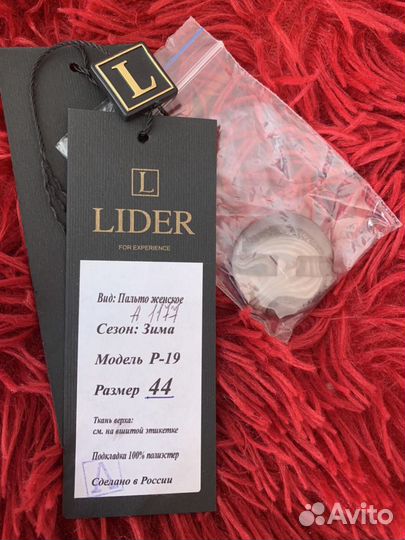 L
L
LIDER
FOR EXPERIENCE
Вид: Пальто женское
А 1177
Сезон: Зима
Модель Р-19
Размер 44
Ткань верха:
см. на вшитой этикетке
Подкладка 100% полиэстер
Сделано в России
Avito